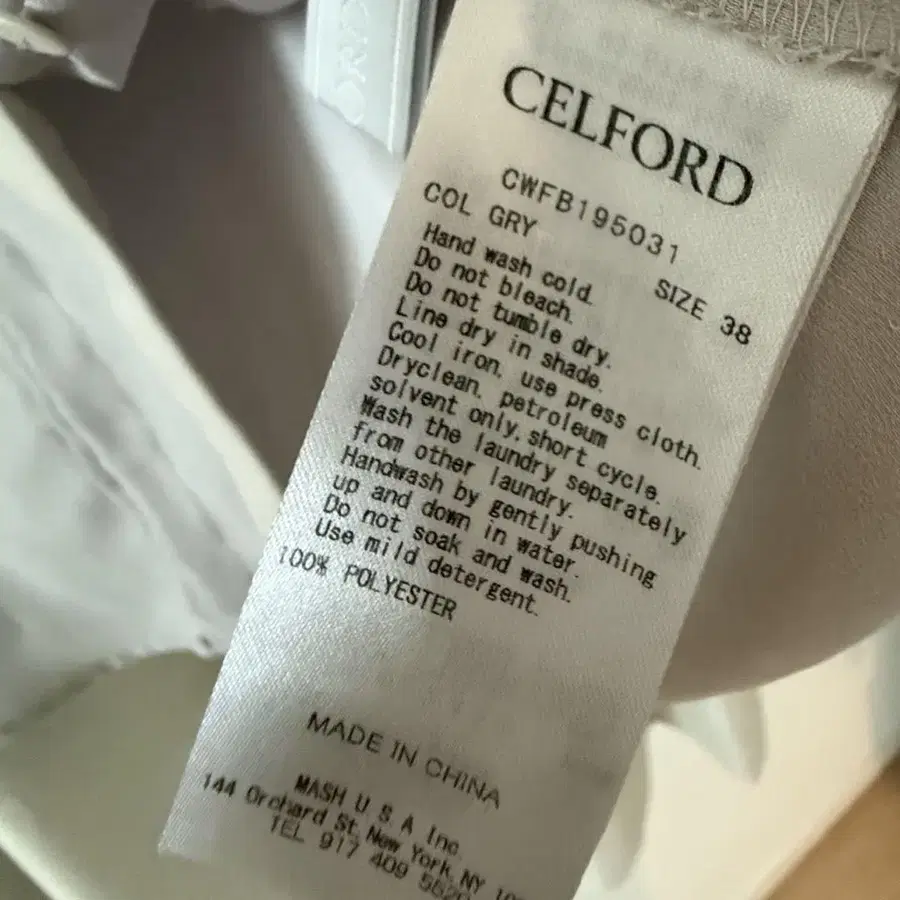 CELFORD
CWFB195031
COL GRY SIZE 38
Hand wash cold.
Do not bleach.
Do not tumble dry.
Line dry in shade.
Cool iron, use press cloth.
Dryclean, petroleum
solvent only, short cycle.
Wash the laundry separately
from other laundry.
Handwash by gently pushing
up and down in water.
Do not soak and wash.
Use mild detergent.
100% POLYESTER
MADE IN CHINA
MASH U S A Inc.
144 Orchard St, New York, NY
TEL 917 409